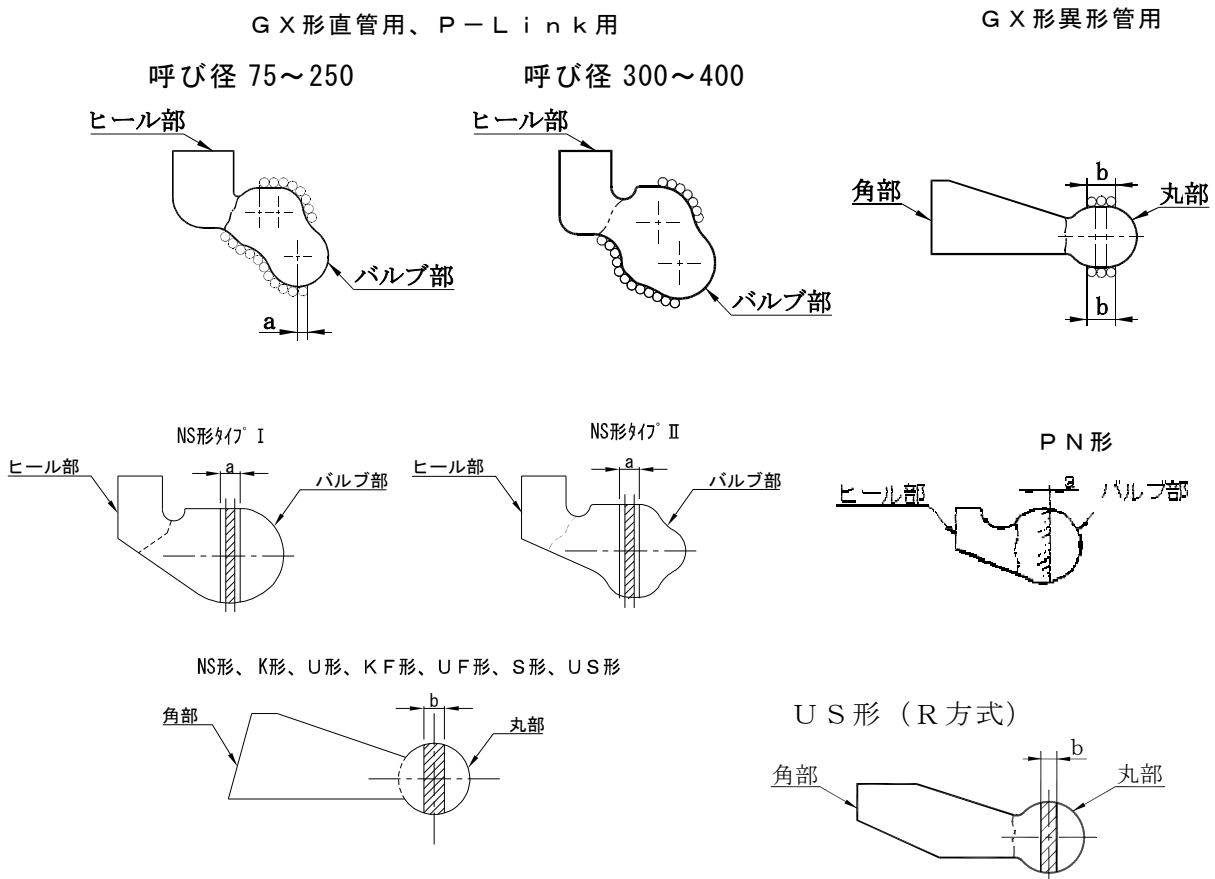 GX形直管用、P-Link用
GX形異形管用
呼び径 75~250
呼び径 300~400
ヒール部
バルブ部
a
ヒール部
バルブ部
角部
b
丸部
b
NS形ﾀｲﾌﾟ Ⅰ
ヒール部
a
バルブ部
NS形ﾀｲﾌﾟ Ⅱ
ヒール部
a
バルブ部
PN形
ヒール部
a
バルブ部
NS形、K形、U形、KF形、UF形、S形、US形
角部
b
丸部
US形（R方式）
角部
b
丸部